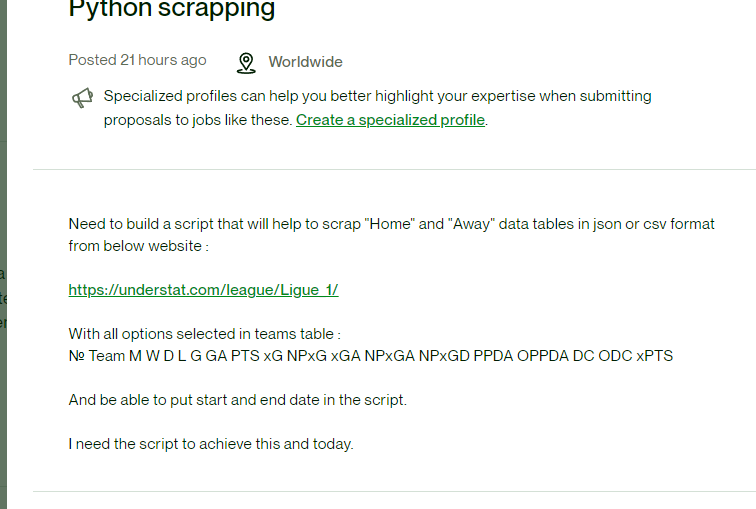 Python scrapping
Posted 21 hours ago Worldwide
Specialized profiles can help you better highlight your expertise when submitting
proposals to jobs like these. Create a specialized profile.
Need to build a script that will help to scrap "Home" and "Away" data tables in json or csv format
from below website :
https://understat.com/league/Ligue_1/
With all options selected in teams table :
№ Team M W D L G GA PTS xG NPxG xGA NPxGA NPxGD PPDA OPPDA DC ODC xPTS
And be able to put start and end date in the script.
I need the script to achieve this and today.